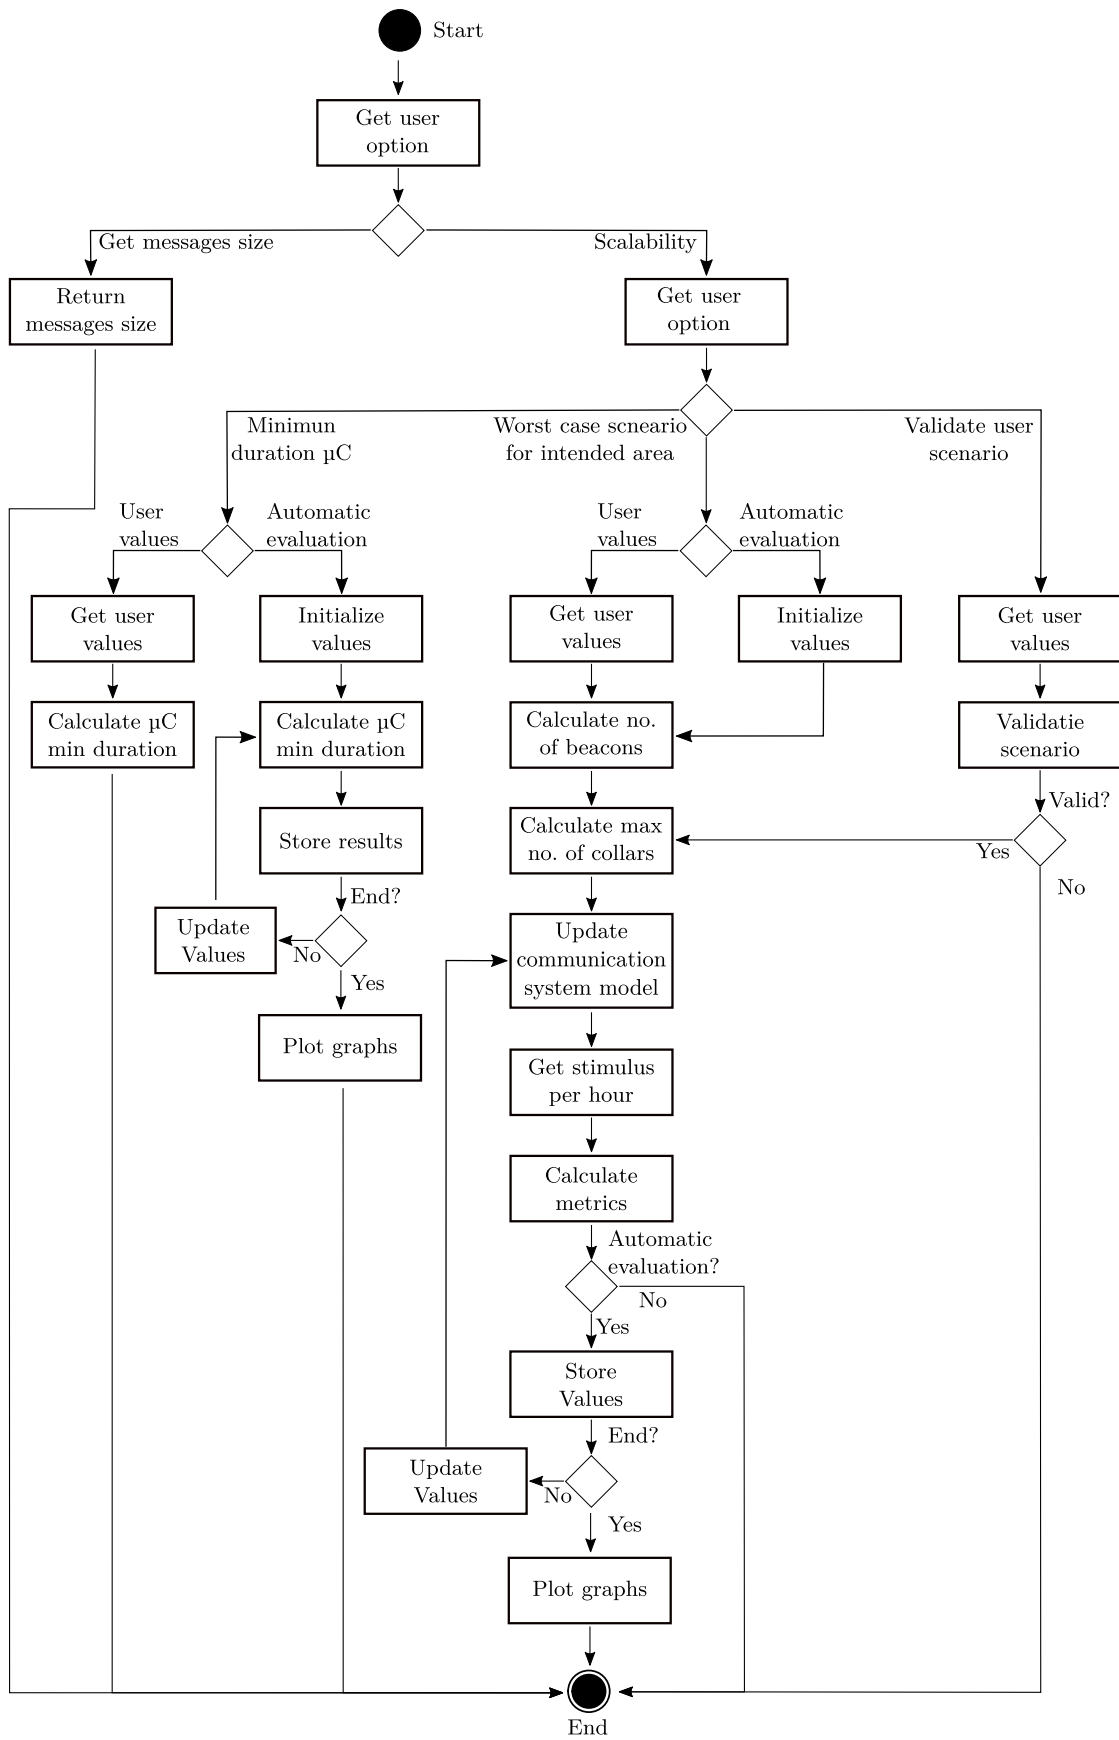 Start
Get user
option
Get messages size
Scalability
Return
messages size
Get user
option
Minimun
duration µC
Worst case scneario
for intended area
Validate user
scenario
User
values
Automatic
evaluation
User
values
Automatic
evaluation
Get user
values
Initialize
values
Get user
values
Initialize
values
Get user
values
Calculate µC
min duration
Calculate µC
min duration
Calculate no.
of beacons
Validatie
scenario
Valid?
Store results
Calculate max
no. of collars
Yes
No
End?
Update
Values
No
Yes
Update
communication
system model
Plot graphs
Get stimulus
per hour
Calculate
metrics
Automatic
evaluation?
No
Yes
Store
Values
End?
Update
Values
No
Yes
Plot graphs
End